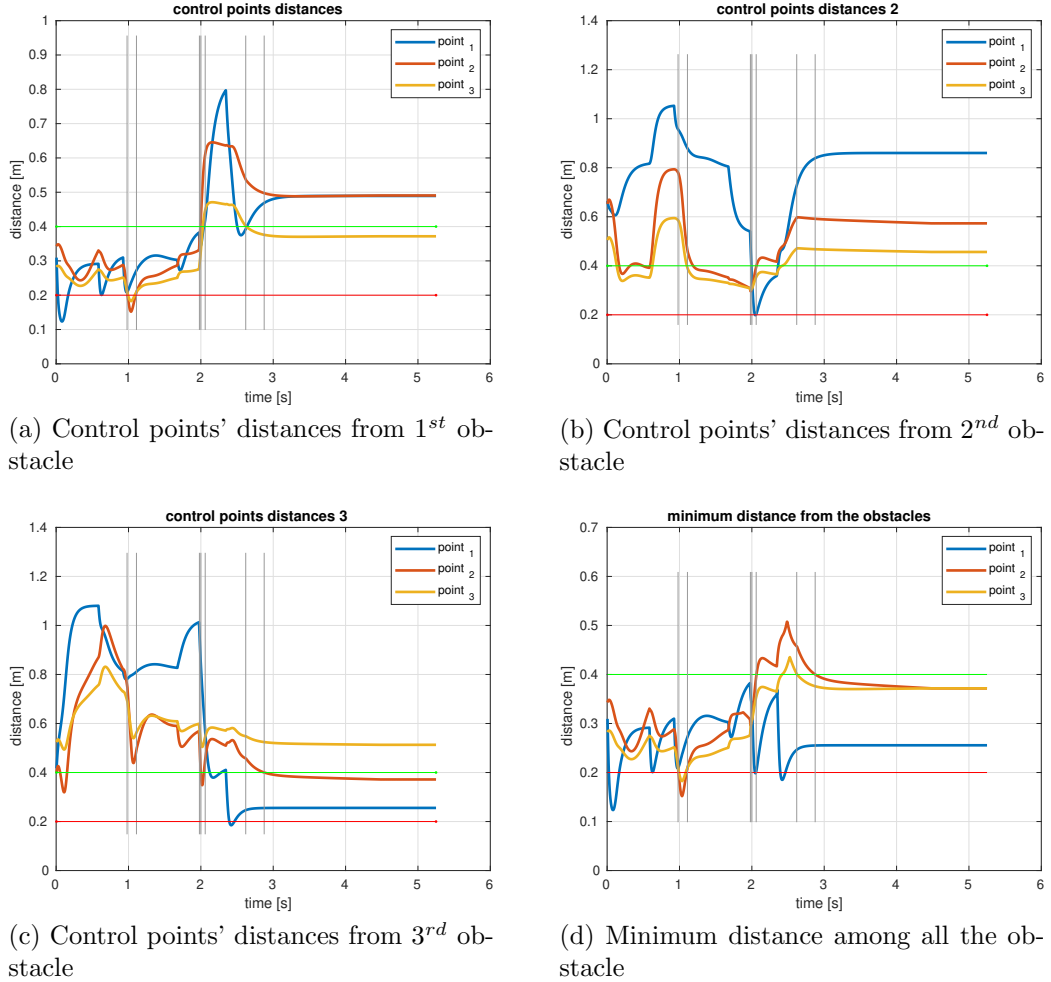 control points distances
1
0.9
0.8
0.7
0.6
0.5
0.4
0.3
0.2
0.1
0
distance [m]
point 1
point 2
point 3
0 1 2 3 4 5 6
time [s]
(a) Control points' distances from 1st ob-
stacle
control points distances 2
1.4
1.2
1
0.8
0.6
0.4
0.2
0
distance [m]
point 1
point 2
point 3
0 1 2 3 4 5 6
time [s]
(b) Control points' distances from 2nd ob-
stacle
control points distances 3
1.4
1.2
1
0.8
0.6
0.4
0.2
0
distance [m]
point 1
point 2
point 3
0 1 2 3 4 5 6
time [s]
(c) Control points' distances from 3rd ob-
stacle
minimum distance from the obstacles
0.7
0.6
0.5
0.4
0.3
0.2
0.1
0
distance [m]
point 1
point 2
point 3
0 1 2 3 4 5 6
time [s]
(d) Minimum distance among all the ob-
stacle